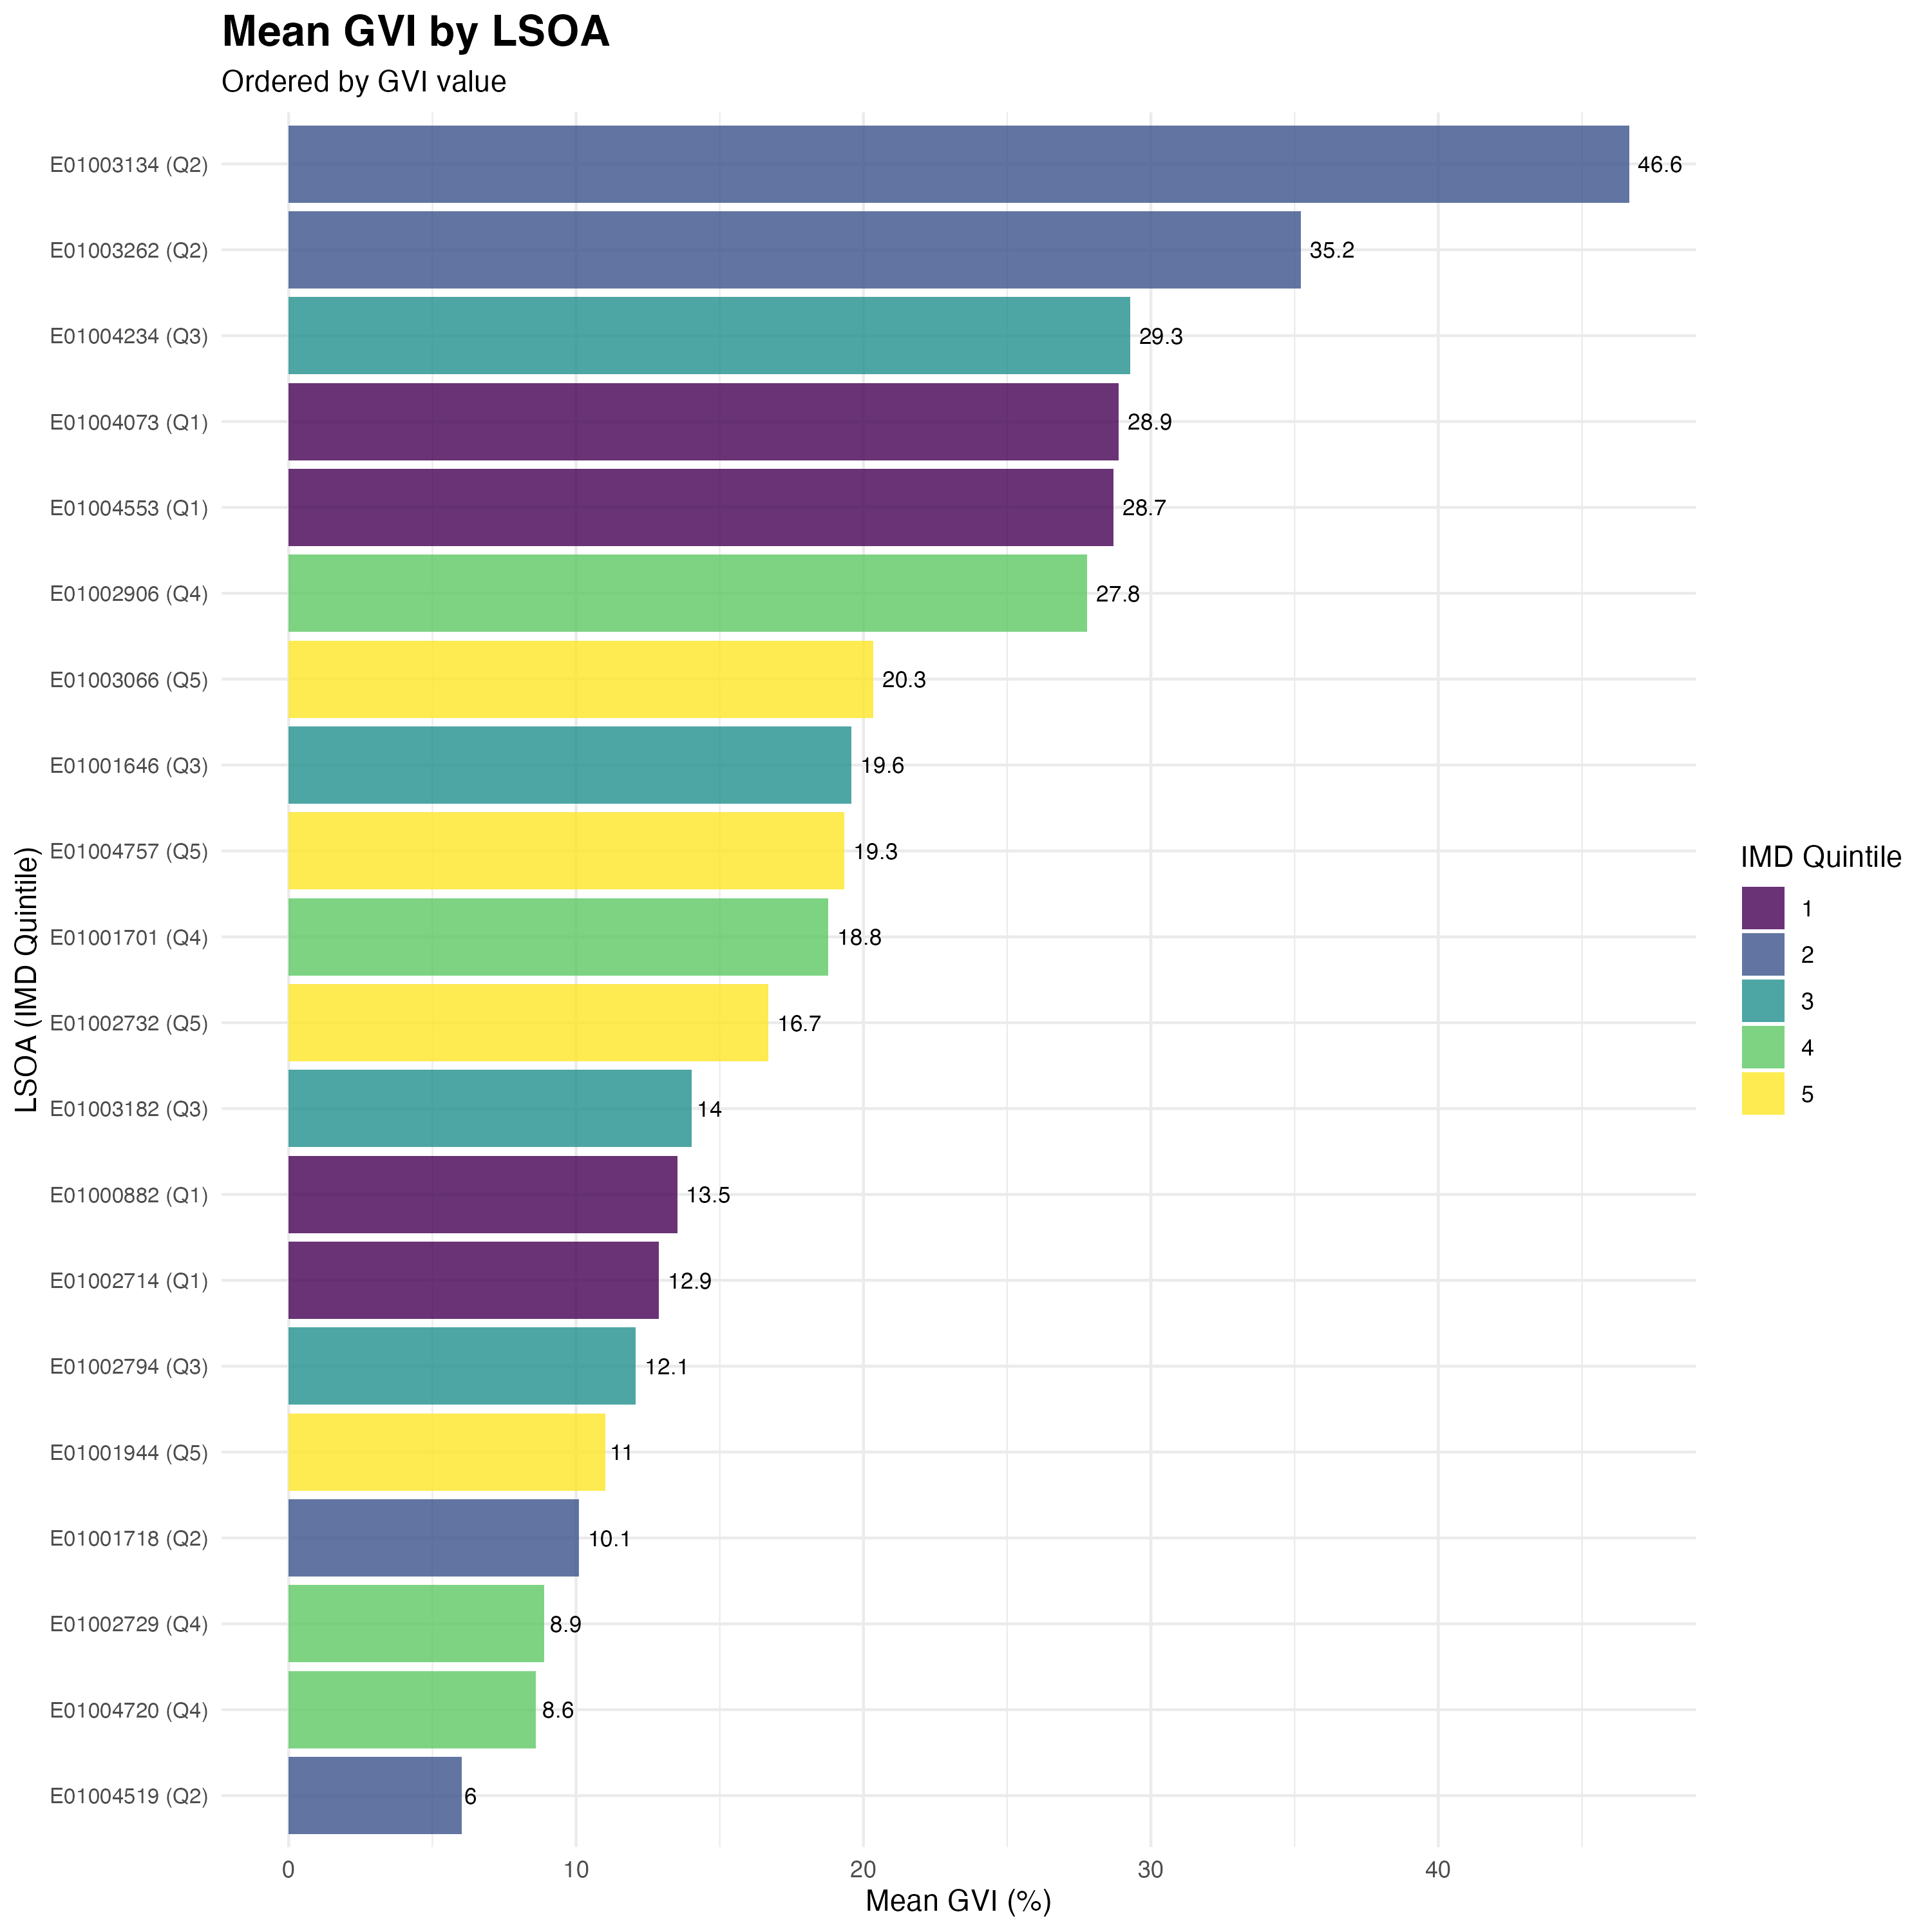 Mean GVI by LSOA
Ordered by GVI value
LSOA (IMD Quintile)
E01003134 (Q2) 46.6
E01003262 (Q2) 35.2
E01004234 (Q3) 29.3
E01004073 (Q1) 28.9
E01004553 (Q1) 28.7
E01002906 (Q4) 27.8
E01003066 (Q5) 20.3
E01001646 (Q3) 19.6
E01004757 (Q5) 19.3
E01001701 (Q4) 18.8
E01002732 (Q5) 16.7
E01003182 (Q3) 14
E01000882 (Q1) 13.5
E01002714 (Q1) 12.9
E01002794 (Q3) 12.1
E01001944 (Q5) 11
E01001718 (Q2) 10.1
E01002729 (Q4) 8.9
E01004720 (Q4) 8.6
E01004519 (Q2) 6
0 10 20 30 40
Mean GVI (%)
IMD Quintile
1
2
3
4
5